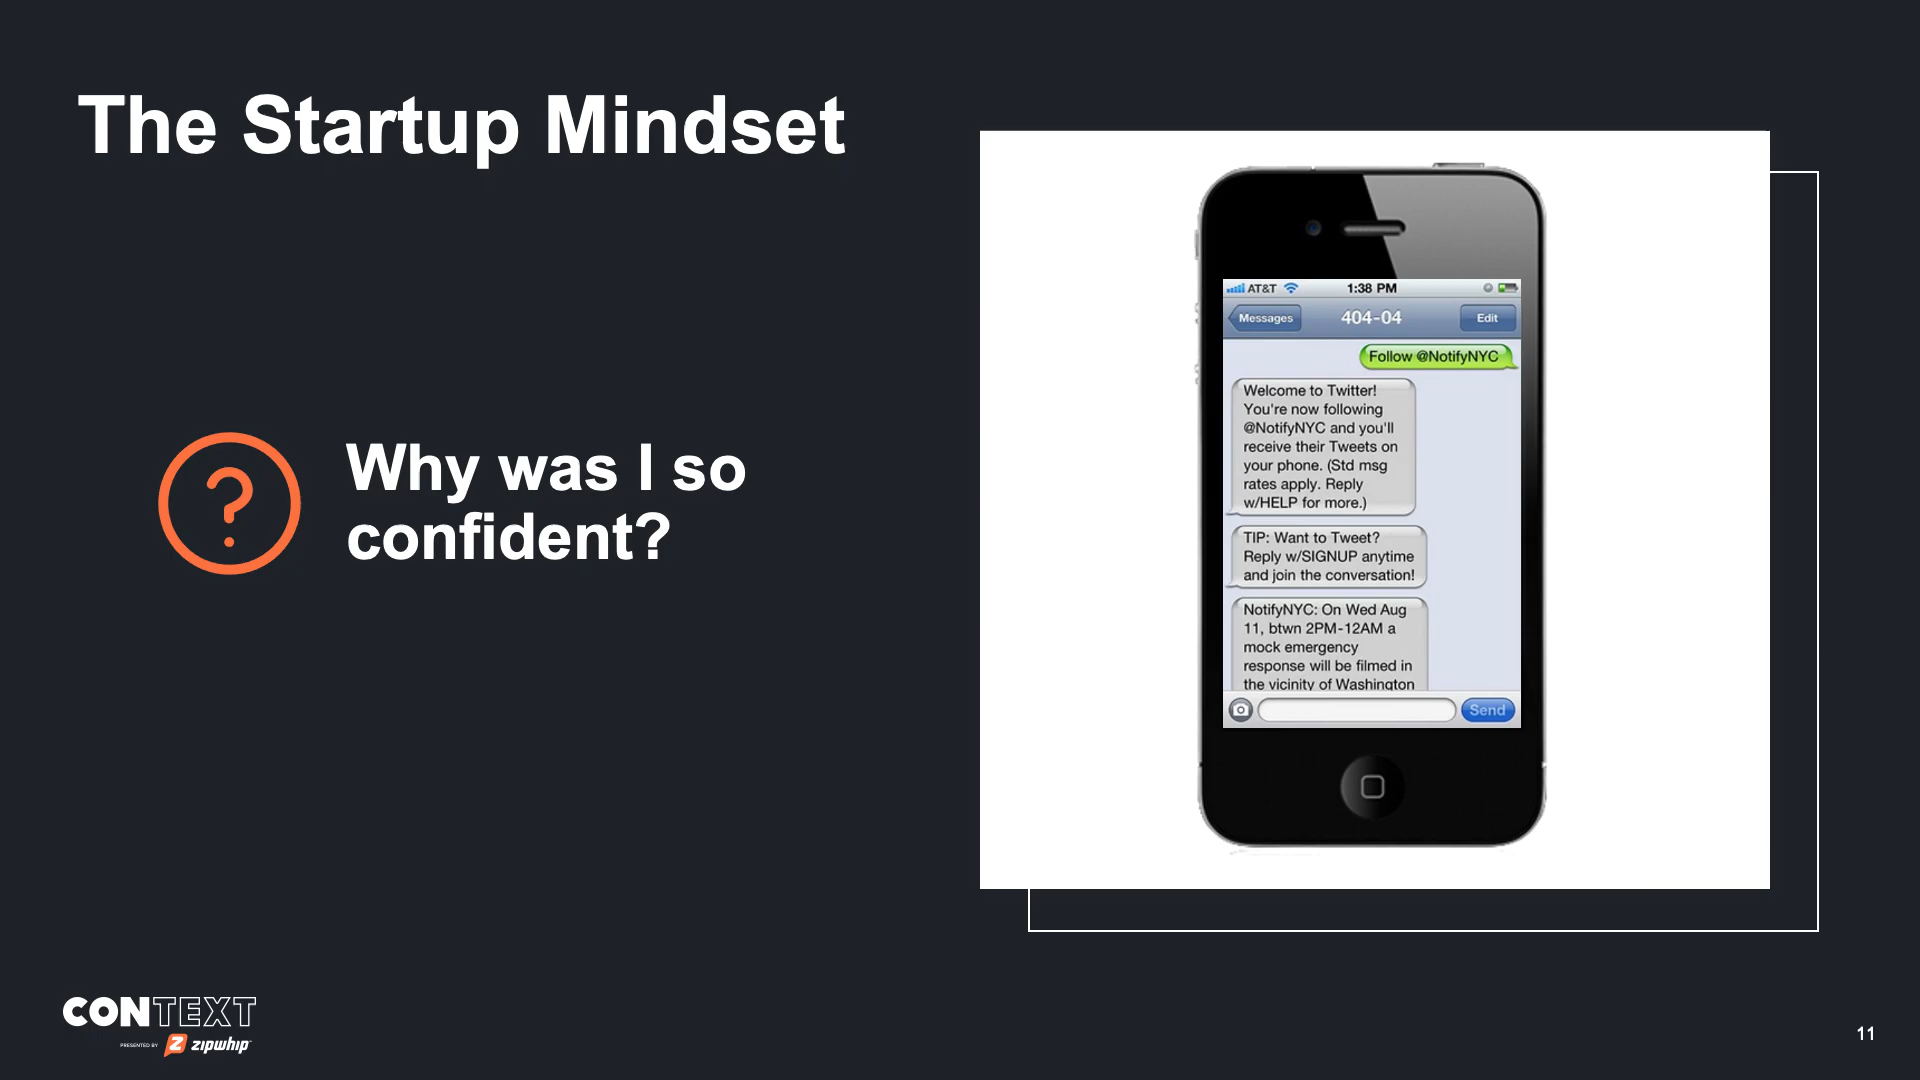 The Startup Mindset
Why was I so
confident?
AT&T
1:38 PM
Messages
404-04
Edit
Follow @NotifyNYC
Welcome to Twitter!
You're now following
@NotifyNYC and you'll
receive their Tweets on
your phone. (Std msg
rates apply. Reply
w/HELP for more.)
TIP: Want to Tweet?
Reply w/SIGNUP anytime
and join the conversation!
NotifyNYC: On Wed Aug
11, btwn 2PM-12AM a
mock emergency
response will be filmed in
the vicinity of Washington
Send
CONTEXT
PRESENTED BY zipwhip
11